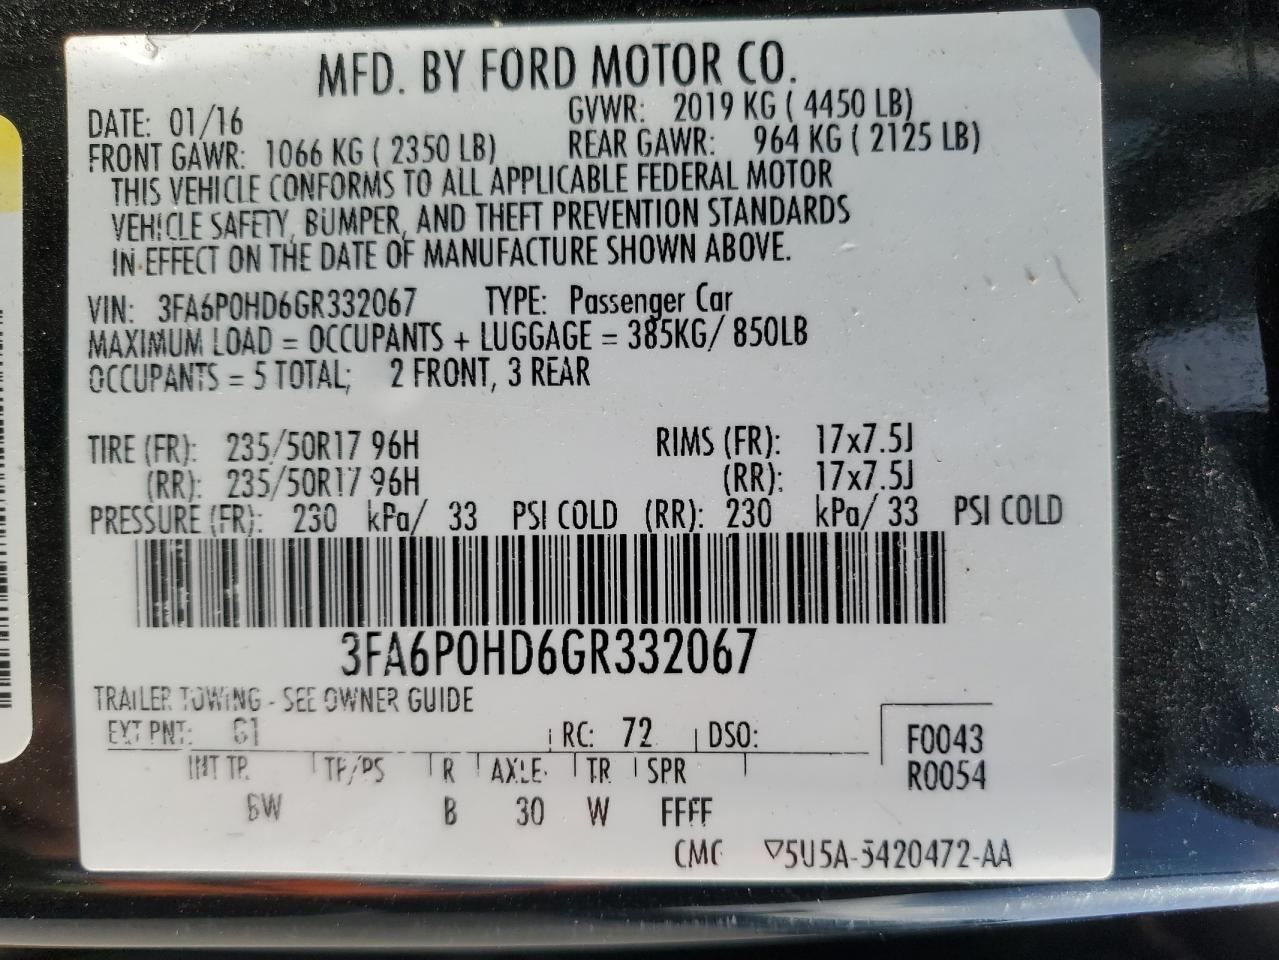 MFD. BY FORD MOTOR CO.
DATE: 01/16 GVWR: 2019 KG ( 4450 LB)
FRONT GAWR: 1066 KG ( 2350 LB) REAR GAWR: 964 KG ( 2125 LB)
THIS VEHICLE CONFORMS TO ALL APPLICABLE FEDERAL MOTOR
VEHICLE SAFETY, BUMPER, AND THEFT PREVENTION STANDARDS
IN EFFECT ON THE DATE OF MANUFACTURE SHOWN ABOVE.
VIN: 3FA6P0HD6GR332067 TYPE: Passenger Car
MAXIMUM LOAD = OCCUPANTS + LUGGAGE = 385KG/ 850LB
OCCUPANTS = 5 TOTAL; 2 FRONT, 3 REAR
TIRE (FR): 235/50R17 96H RIMS (FR): 17x7.5J
(RR): 235/50R17 96H (RR): 17x7.5J
PRESSURE (FR): 230 kPa/ 33 PSI COLD (RR): 230 kPa/ 33 PSI COLD
3FA6P0HD6GR332067
TRAILER TOWING - SEE OWNER GUIDE
EXT PNT: G1 RC: 72 DSO: F0043
INT TR TP/PS R AXLE TR SPR R0054
B 30 W FFFF
CMC ▽5U5A-5420472-AA